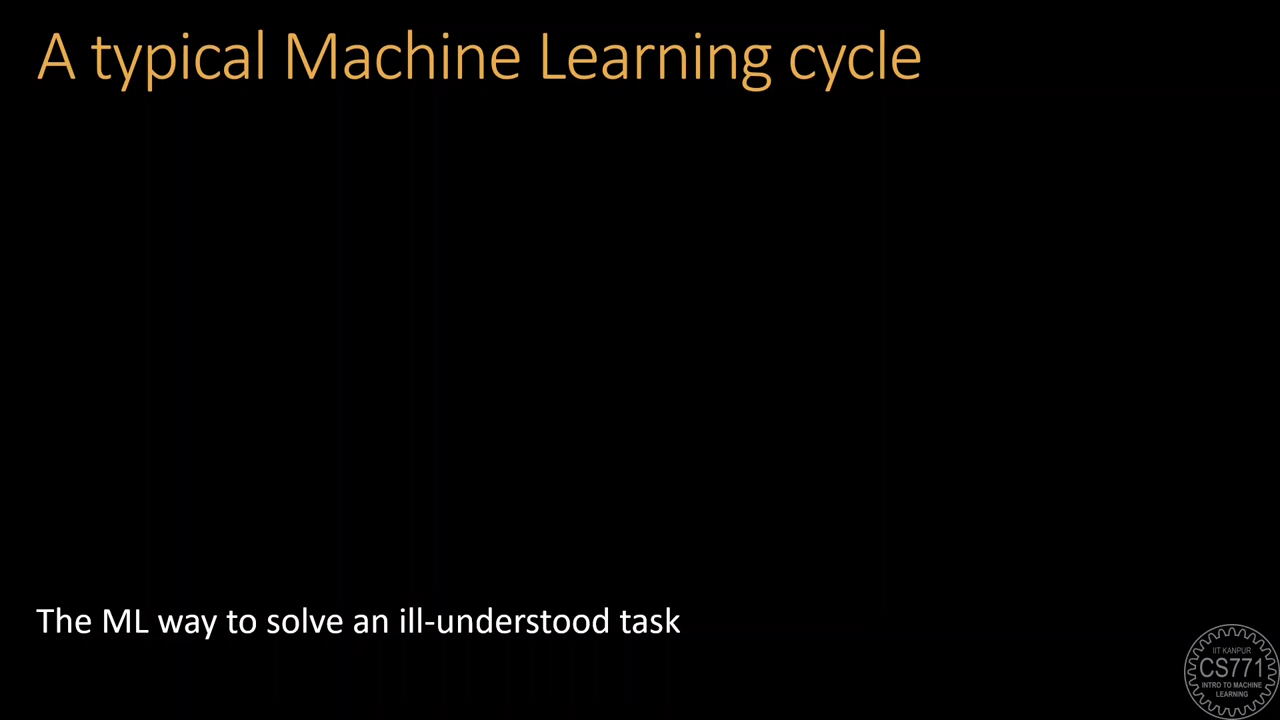 A typical Machine Learning cycle
The ML way to solve an ill-understood task
IIT KANPUR
CS771
INTRO TO MACHINE
LEARNING